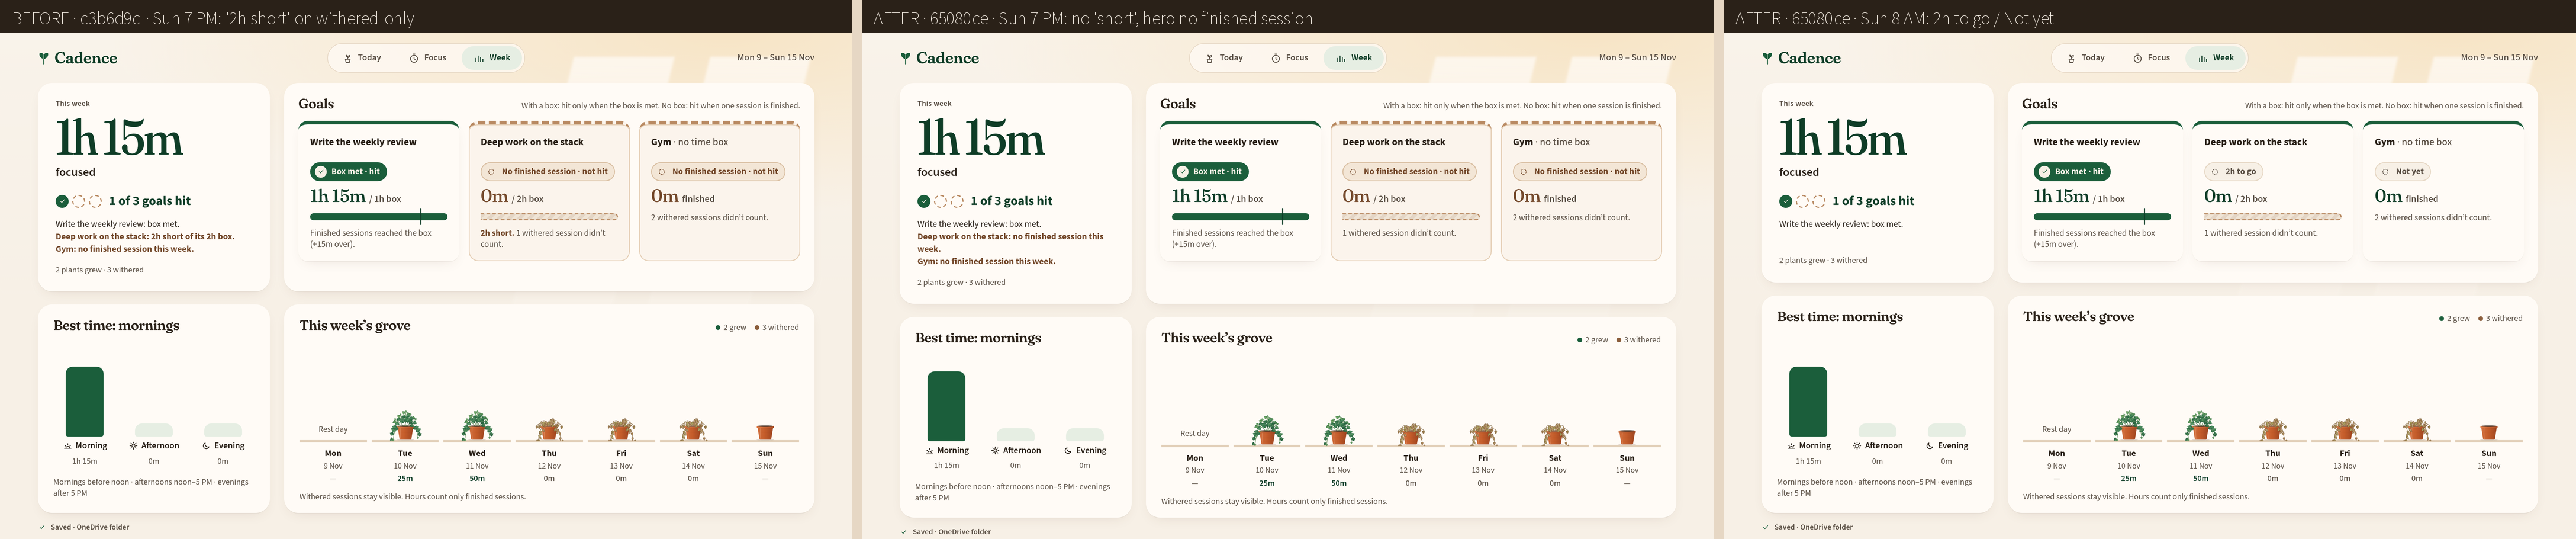 BEFORE · c3b6d9d · Sun 7 PM: '2h short' on withered-only
Cadence
Today
Focus
Week
Mon 9 – Sun 15 Nov
This week
1h 15m
focused
1 of 3 goals hit
Write the weekly review: box met.
Deep work on the stack: 2h short of its 2h box.
Gym: no finished session this week.
2 plants grew · 3 withered
Goals
With a box: hit only when the box is met. No box: hit when one session is finished.
Write the weekly review
Box met · hit
1h 15m / 1h box
Finished sessions reached the box
(+15m over).
Deep work on the stack
No finished session · not hit
0m / 2h box
2h short. 1 withered session didn't
count.
Gym · no time box
No finished session · not hit
0m finished
2 withered sessions didn't count.
Best time: mornings
Morning
1h 15m
Afternoon
0m
Evening
0m
Mornings before noon · afternoons noon–5 PM · evenings
after 5 PM
This week's grove
2 grew
3 withered
Rest day
Mon
9 Nov
—
Tue
10 Nov
25m
Wed
11 Nov
50m
Thu
12 Nov
0m
Fri
13 Nov
0m
Sat
14 Nov
0m
Sun
15 Nov
—
Withered sessions stay visible. Hours count only finished sessions.
Saved · OneDrive folder
AFTER · 65080ce · Sun 7 PM: no 'short', hero no finished session
Cadence
Today
Focus
Week
Mon 9 – Sun 15 Nov
This week
1h 15m
focused
1 of 3 goals hit
Write the weekly review: box met.
Deep work on the stack: no finished session this
week.
Gym: no finished session this week.
2 plants grew · 3 withered
Goals
With a box: hit only when the box is met. No box: hit when one session is finished.
Write the weekly review
Box met · hit
1h 15m / 1h box
Finished sessions reached the box
(+15m over).
Deep work on the stack
No finished session · not hit
0m / 2h box
1 withered session didn't count.
Gym · no time box
No finished session · not hit
0m finished
2 withered sessions didn't count.
Best time: mornings
Morning
1h 15m
Afternoon
0m
Evening
0m
Mornings before noon · afternoons noon–5 PM · evenings
after 5 PM
This week's grove
2 grew
3 withered
Rest day
Mon
9 Nov
—
Tue
10 Nov
25m
Wed
11 Nov
50m
Thu
12 Nov
0m
Fri
13 Nov
0m
Sat
14 Nov
0m
Sun
15 Nov
—
Withered sessions stay visible. Hours count only finished sessions.
Saved · OneDrive folder
AFTER · 65080ce · Sun 8 AM: 2h to go / Not yet
Cadence
Today
Focus
Week
Mon 9 – Sun 15 Nov
This week
1h 15m
focused
1 of 3 goals hit
Write the weekly review: box met.
2 plants grew · 3 withered
Goals
With a box: hit only when the box is met. No box: hit when one session is finished.
Write the weekly review
Box met · hit
1h 15m / 1h box
Finished sessions reached the box
(+15m over).
Deep work on the stack
2h to go
0m / 2h box
1 withered session didn't count.
Gym · no time box
Not yet
0m finished
2 withered sessions didn't count.
Best time: mornings
Morning
1h 15m
Afternoon
0m
Evening
0m
Mornings before noon · afternoons noon–5 PM · evenings
after 5 PM
This week's grove
2 grew
3 withered
Rest day
Mon
9 Nov
—
Tue
10 Nov
25m
Wed
11 Nov
50m
Thu
12 Nov
0m
Fri
13 Nov
0m
Sat
14 Nov
0m
Sun
15 Nov
—
Withered sessions stay visible. Hours count only finished sessions.
Saved · OneDrive folder